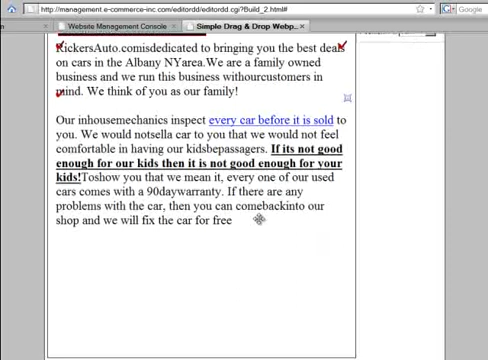 http://management.e-commerce-inc.com/editordd/editordd.cgi?Build_2.html#
Google
Website Management Console
Simple Drag & Drop Webp...
RickersAuto.comisdedicated to bringing you the best deals
on cars in the Albany NYarea.We are a family owned
business and we run this business withourcustomers in
mind. We think of you as our family!
Our inhousemechanics inspect every car before it is sold to
you. We would notsella car to you that we would not feel
comfortable in having our kidsbepassagers. If its not good
enough for our kids then it is not good enough for your
kids!Toshow you that we mean it, every one of our used
cars comes with a 90daywarranty. If there are any
problems with the car, then you can comebackinto our
shop and we will fix the car for free